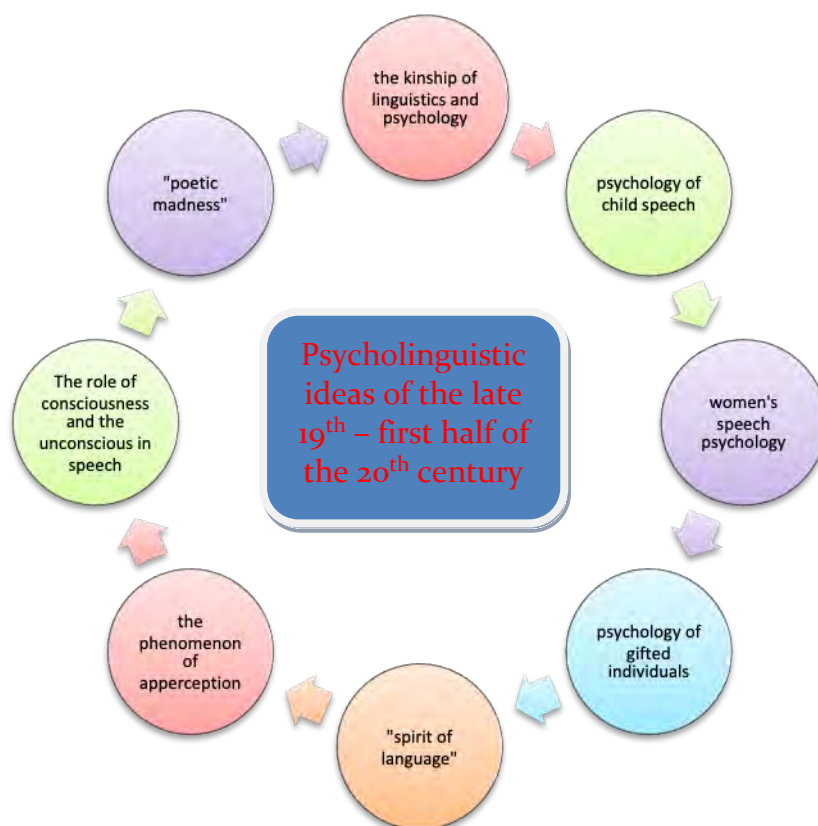 the kinship of
linguistics and
psychology
psychology of
child speech
women's
speech
psychology
psychology of
gifted
individuals
"spirit of
language"
the
phenomenon
of
apperception
The role of
consciousness
and the
unconscious in
speech
"poetic
madness"
Psycholinguistic
ideas of the late
19th – first half of
the 20th century